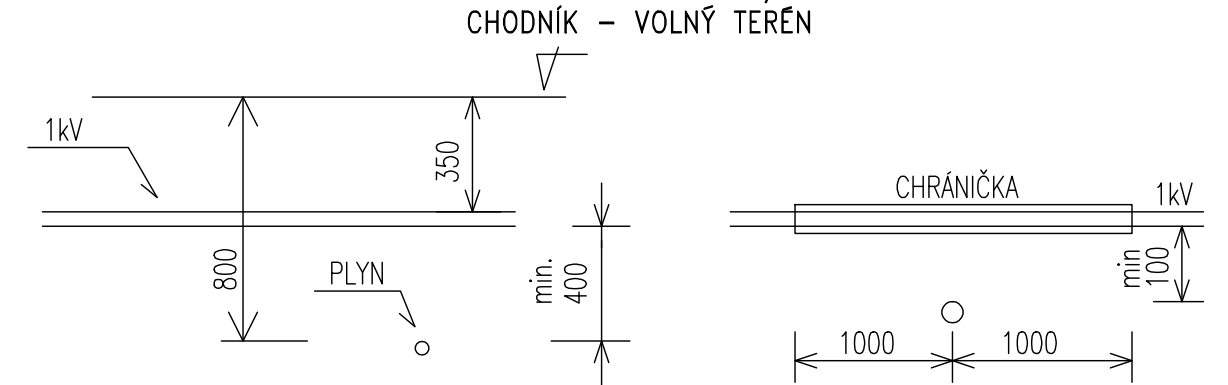 CHODNÍK – VOLNÝ TERÉN
1kV
350
800
PLYN
min.
400
CHRÁNIČKA
1kV
min
100
1000
1000